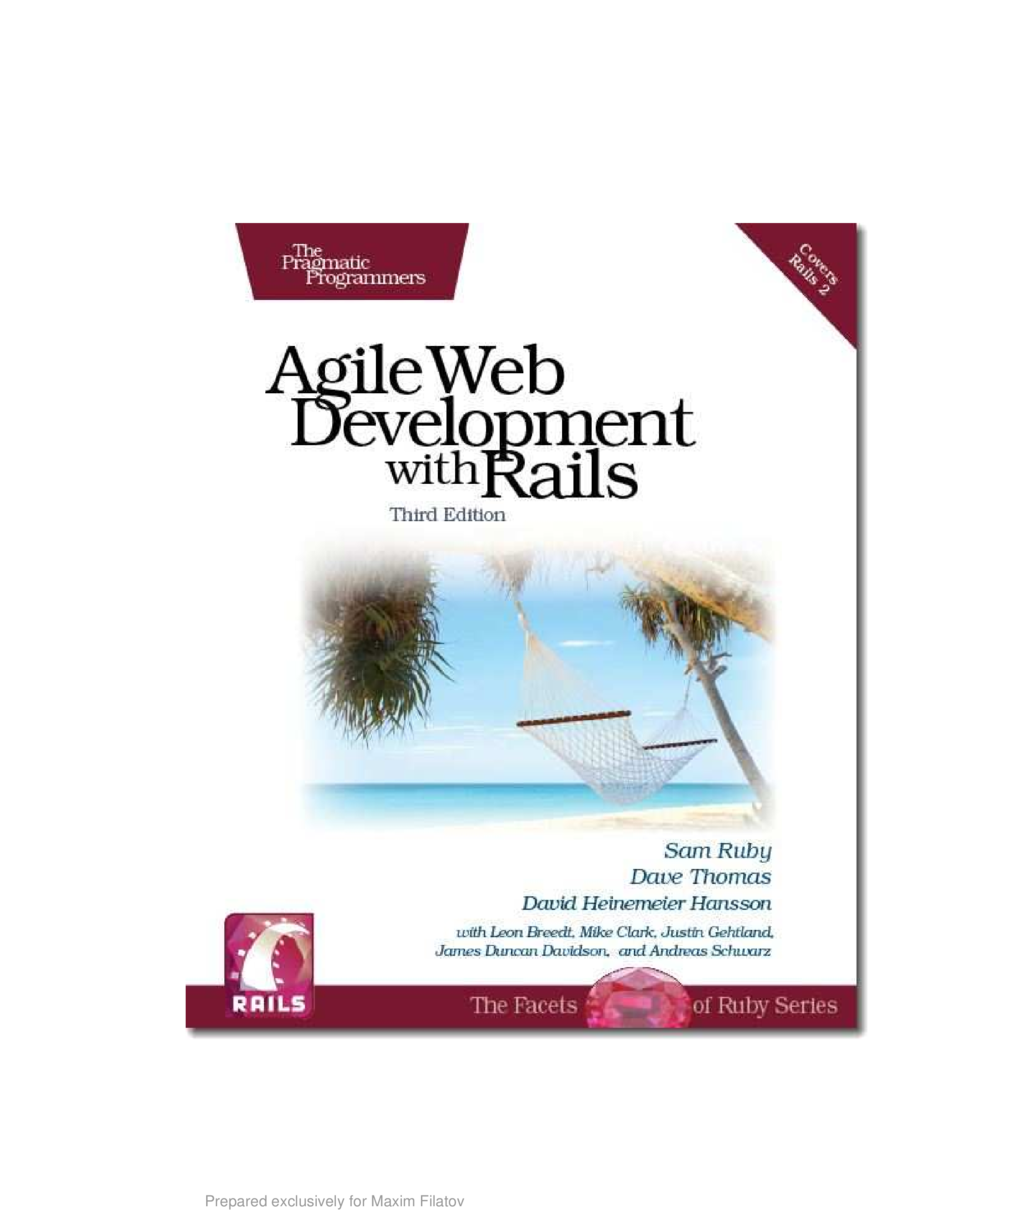 The
Pragmatic
Programmers
Covers
Rails 2
Agile Web
Development
with Rails
Third Edition
Sam Ruby
Dave Thomas
David Heinemeier Hansson
with Leon Breedt, Mike Clark, Justin Gehtland,
James Duncan Davidson, and Andreas Schwarz
RAILS
The Facets of Ruby Series
Prepared exclusively for Maxim Filatov